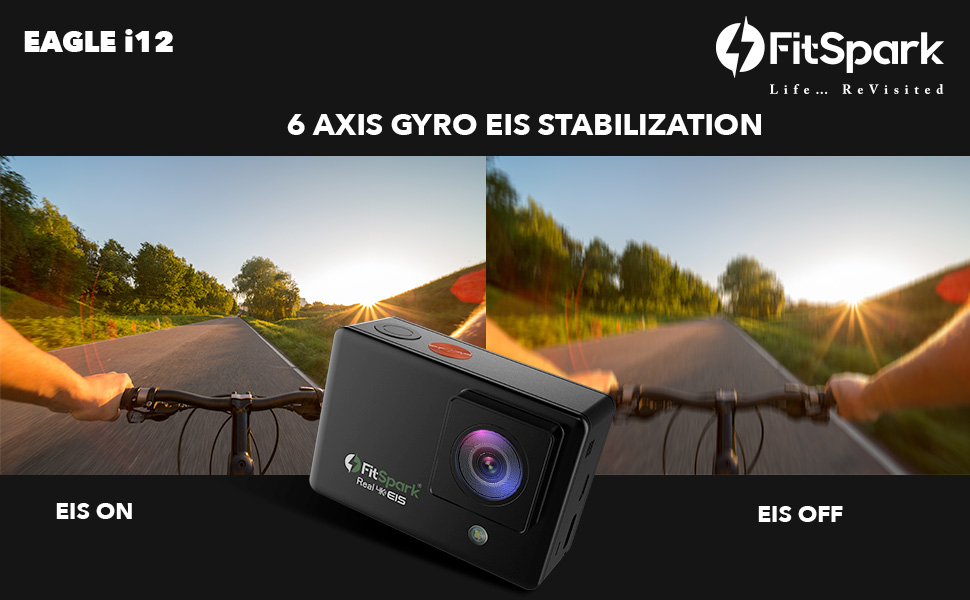 EAGLE i12
FitSpark
Life... ReVisited
6 AXIS GYRO EIS STABILIZATION
FitSpark
Real 4K EIS
EIS ON
EIS OFF